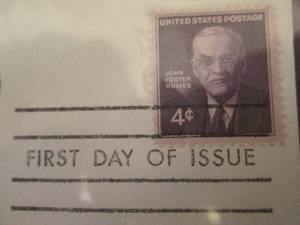 UNITED STATES POSTAGE
JOHN
FOSTER
DULLES
4¢
FIRST DAY OF ISSUE